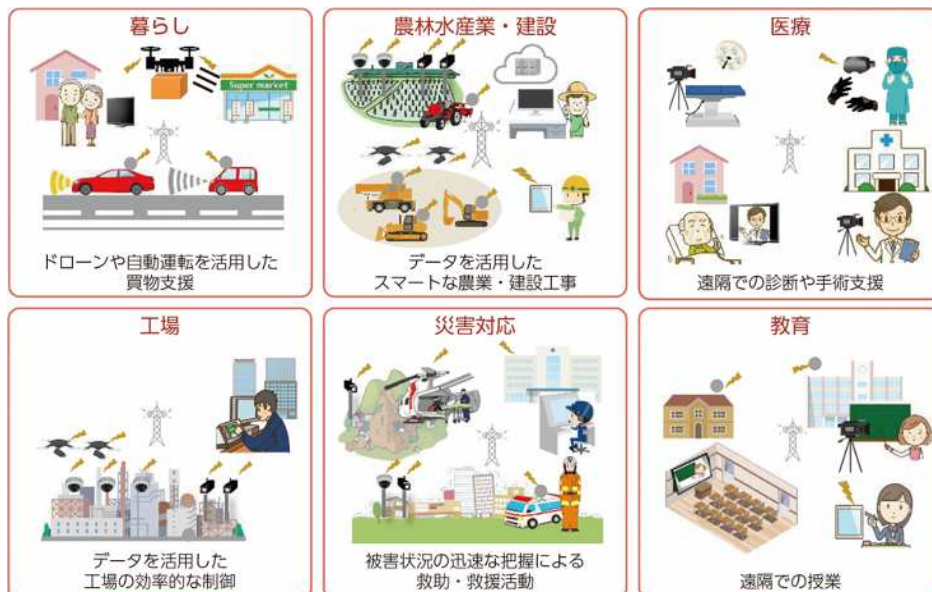 暮らし
Super market
ドローンや自動運転を活用した
買物支援
農林水産業・建設
データを活用した
スマートな農業・建設工事
医療
遠隔での診断や手術支援
工場
データを活用した
工場の効率的な制御
災害対応
被害状況の迅速な把握による
救助・救援活動
教育
遠隔での授業